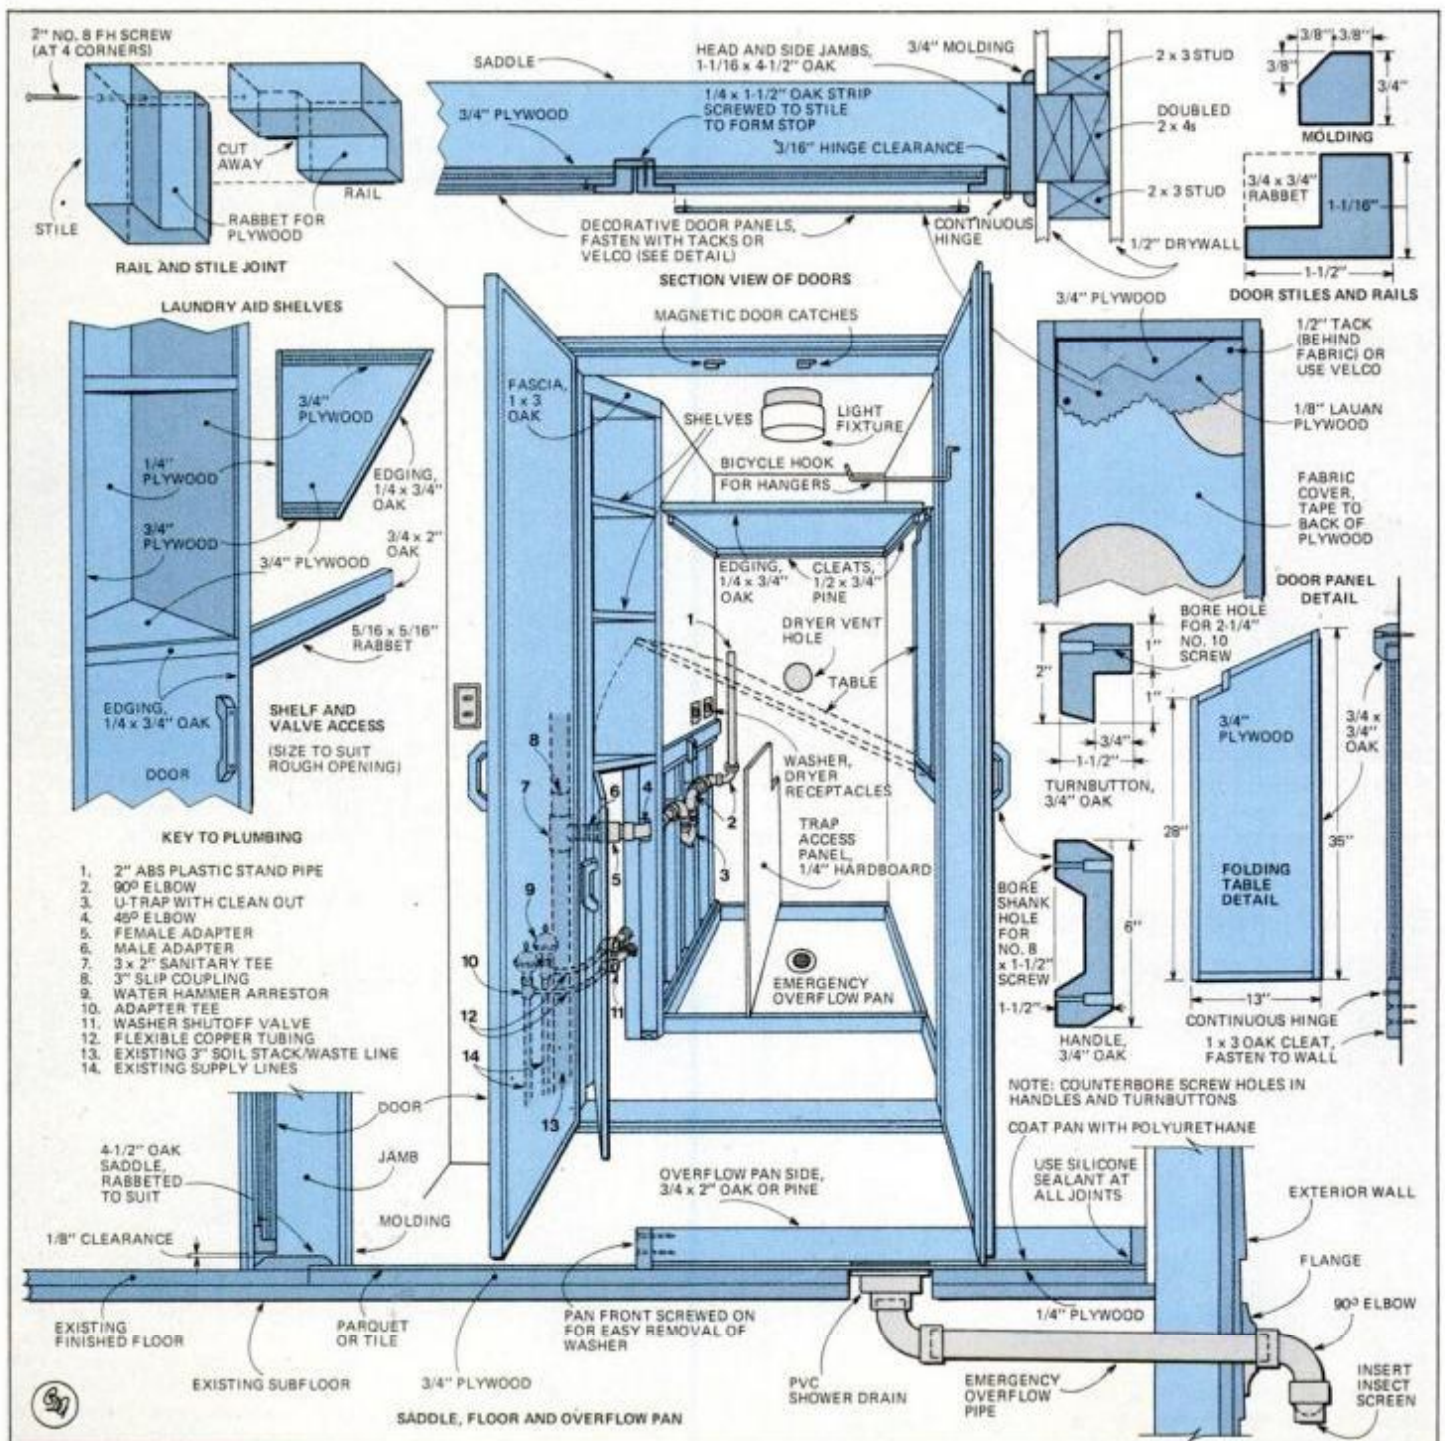 2" NO. 8 FH SCREW
(AT 4 CORNERS)
CUT
AWAY
RAIL
STILE
RABBET FOR
PLYWOOD
RAIL AND STILE JOINT
SADDLE
HEAD AND SIDE JAMBS,
1-1/16 x 4-1/2" OAK
3/4" MOLDING
2 x 3 STUD
3/4" PLYWOOD
1/4 x 1-1/2" OAK STRIP
SCREWED TO STILE
TO FORM STOP
DOUBLED
2 x 4s
3/16" HINGE CLEARANCE
2 x 3 STUD
DECORATIVE DOOR PANELS,
FASTEN WITH TACKS OR
VELCO (SEE DETAIL)
CONTINUOUS
HINGE
1/2" DRYWALL
SECTION VIEW OF DOORS
3/8" 3/8"
3/8"
3/4"
MOLDING
3/4 x 3/4"
RABBET
1-1/16"
1-1/2"
DOOR STILES AND RAILS
LAUNDRY AID SHELVES
3/4"
PLYWOOD
1/4"
PLYWOOD
EDGING,
1/4 x 3/4"
OAK
3/4"
PLYWOOD
3/4" PLYWOOD
3/4 x 2"
OAK
5/16 x 5/16"
RABBET
EDGING,
1/4 x 3/4" OAK
SHELF AND
VALVE ACCESS
(SIZE TO SUIT
ROUGH OPENING)
DOOR
MAGNETIC DOOR CATCHES
FASCIA,
1 x 3
OAK
SHELVES
LIGHT
FIXTURE
BICYCLE HOOK
FOR HANGERS
EDGING,
1/4 x 3/4"
OAK
CLEATS,
1/2 x 3/4"
PINE
1
DRYER VENT
HOLE
TABLE
WASHER,
DRYER
RECEPTACLES
TRAP
ACCESS
PANEL,
1/4" HARDBOARD
8
7
6
4
2
5
3
9
10
11
12
14
13
EMERGENCY
OVERFLOW PAN
3/4" PLYWOOD
1/2" TACK
(BEHIND
FABRIC) OR
USE VELCO
1/8" LAUAN
PLYWOOD
FABRIC
COVER,
TAPE TO
BACK OF
PLYWOOD
DOOR PANEL
DETAIL
BORE HOLE
FOR 2-1/4"
NO. 10
SCREW
2"
1"
1"
3/4"
1-1/2"
TURNBUTTON,
3/4" OAK
3/4"
PLYWOOD
3/4 x
3/4"
OAK
28"
35"
FOLDING
TABLE
DETAIL
13"
CONTINUOUS HINGE
1 x 3 OAK CLEAT,
FASTEN TO WALL
BORE
SHANK
HOLE
FOR
NO. 8
x 1-1/2"
SCREW
6"
1-1/2"
HANDLE,
3/4" OAK
NOTE: COUNTERBORE SCREW HOLES IN
HANDLES AND TURNBUTTONS
KEY TO PLUMBING
1. 2" ABS PLASTIC STAND PIPE
2. 90º ELBOW
3. U-TRAP WITH CLEAN OUT
4. 45º ELBOW
5. FEMALE ADAPTER
6. MALE ADAPTER
7. 3 x 2" SANITARY TEE
8. 3" SLIP COUPLING
9. WATER HAMMER ARRESTOR
10. ADAPTER TEE
11. WASHER SHUTOFF VALVE
12. FLEXIBLE COPPER TUBING
13. EXISTING 3" SOIL STACK/WASTE LINE
14. EXISTING SUPPLY LINES
DOOR
4-1/2" OAK
SADDLE,
RABBETED
TO SUIT
JAMB
MOLDING
1/8" CLEARANCE
OVERFLOW PAN SIDE,
3/4 x 2" OAK OR PINE
COAT PAN WITH POLYURETHANE
USE SILICONE
SEALANT AT
ALL JOINTS
EXTERIOR WALL
FLANGE
90º ELBOW
EXISTING
FINISHED FLOOR
PARQUET
OR TILE
PAN FRONT SCREWED ON
FOR EASY REMOVAL OF
WASHER
1/4" PLYWOOD
EXISTING SUBFLOOR
3/4" PLYWOOD
PVC
SHOWER DRAIN
EMERGENCY
OVERFLOW
PIPE
INSERT
INSECT
SCREEN
SADDLE, FLOOR AND OVERFLOW PAN